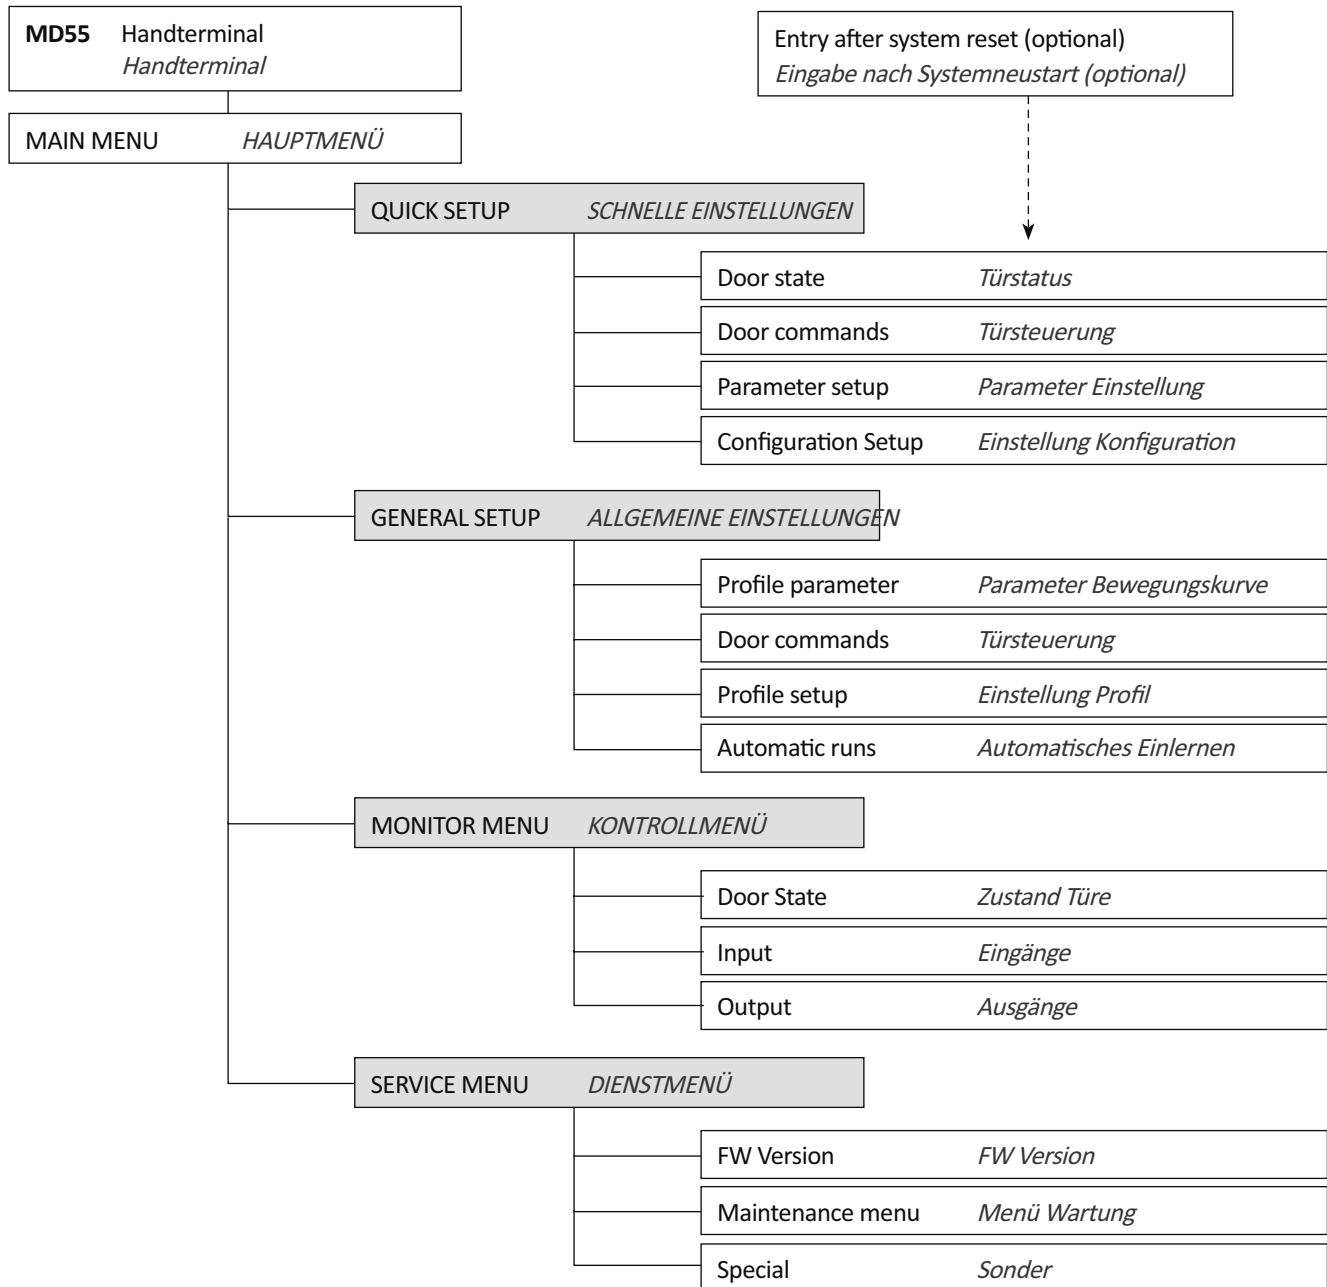 MD55 Handterminal
Handterminal
Entry after system reset (optional)
Eingabe nach Systemneustart (optional)
MAIN MENU HAUPTMENÜ
QUICK SETUP SCHNELLE EINSTELLUNGEN
Door state Türstatus
Door commands Türsteuerung
Parameter setup Parameter Einstellung
Configuration Setup Einstellung Konfiguration
GENERAL SETUP ALLGEMEINE EINSTELLUNGEN
Profile parameter Parameter Bewegungskurve
Door commands Türsteuerung
Profile setup Einstellung Profil
Automatic runs Automatisches Einlernen
MONITOR MENU KONTROLLMENÜ
Door State Zustand Türe
Input Eingänge
Output Ausgänge
SERVICE MENU DIENSTMENÜ
FW Version FW Version
Maintenance menu Menü Wartung
Special Sonder